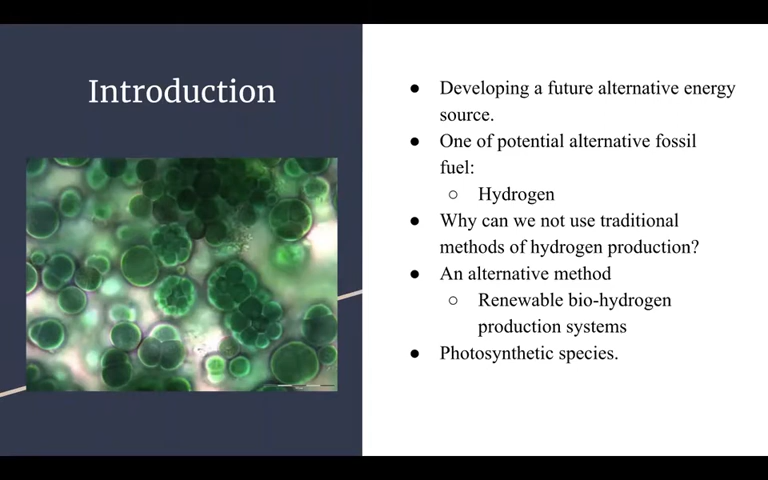 Introduction
● Developing a future alternative energy
source.
● One of potential alternative fossil
fuel:
○ Hydrogen
● Why can we not use traditional
methods of hydrogen production?
● An alternative method
○ Renewable bio-hydrogen
production systems
● Photosynthetic species.